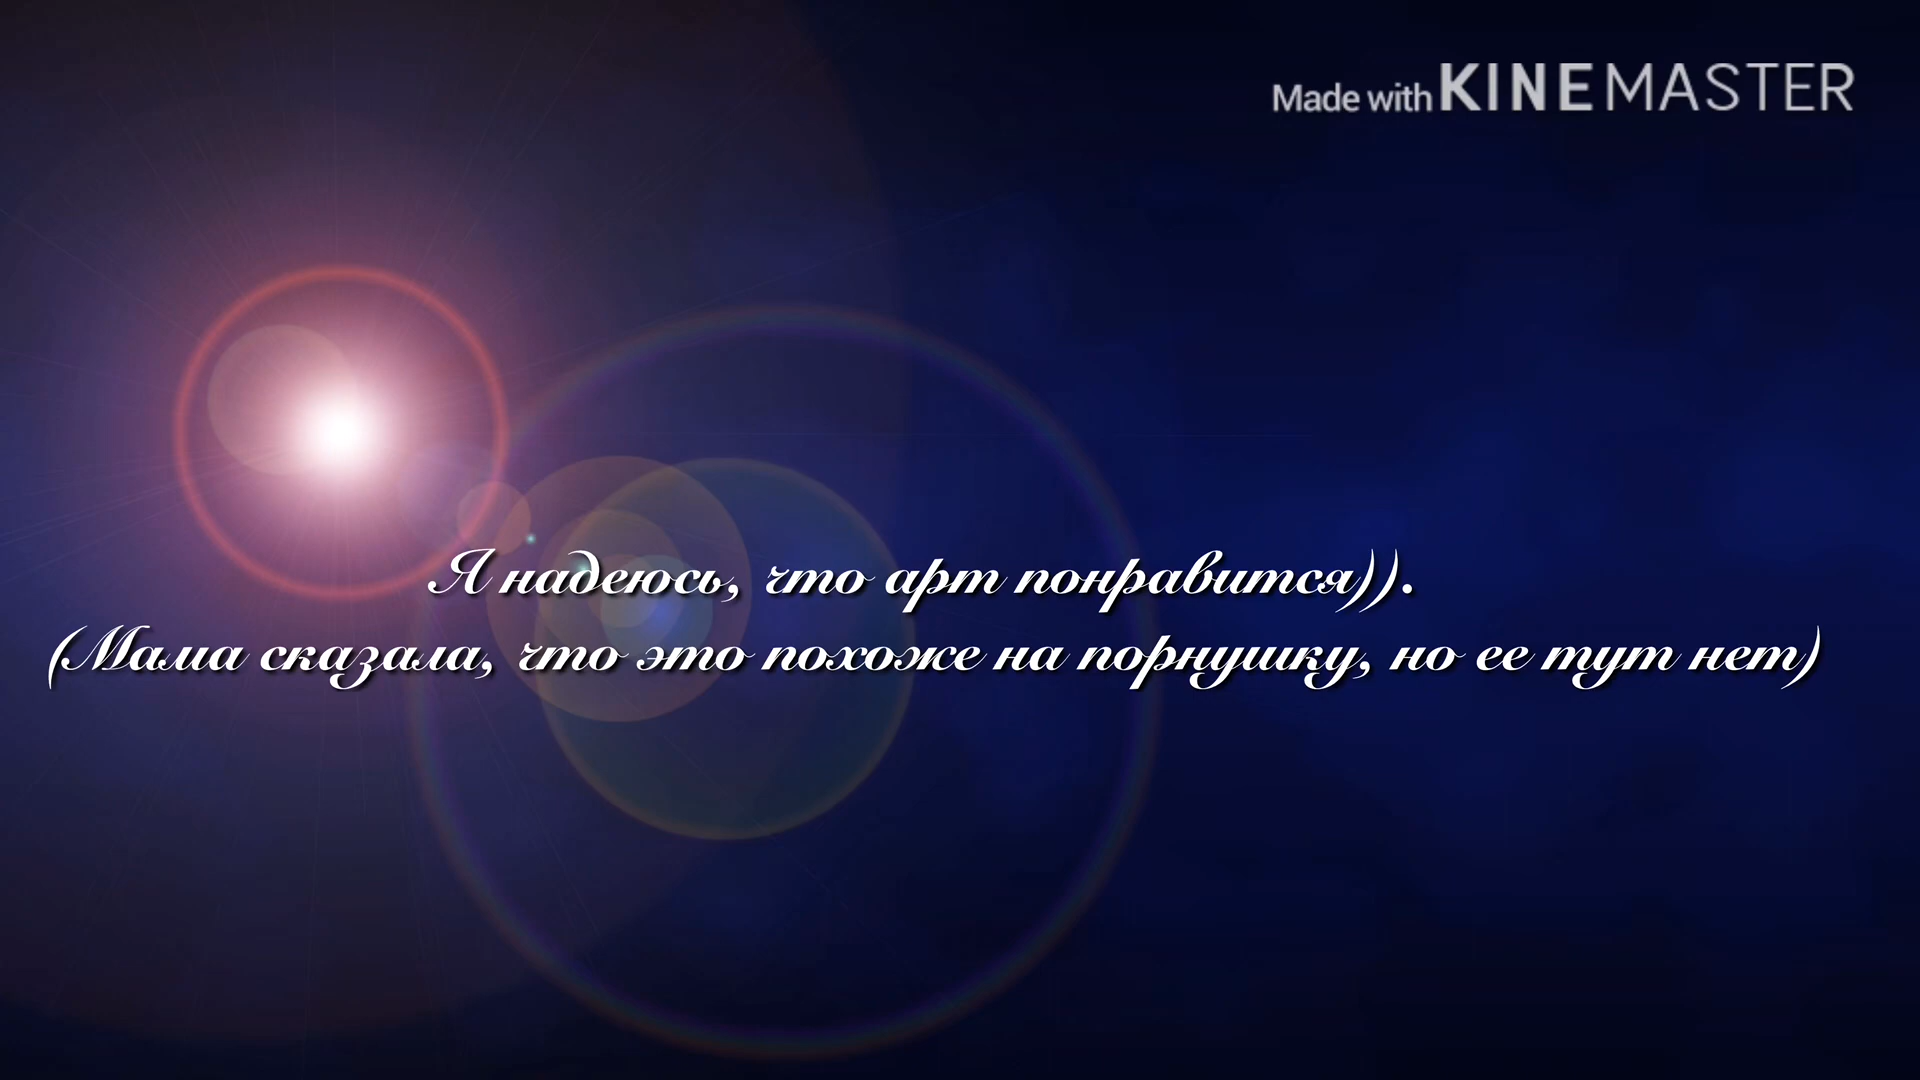 Made with KINEMASTER
Я надеюсь, что арт понравится)).
(Мама сказала, что это похоже на порнушку, но ее тут нет)